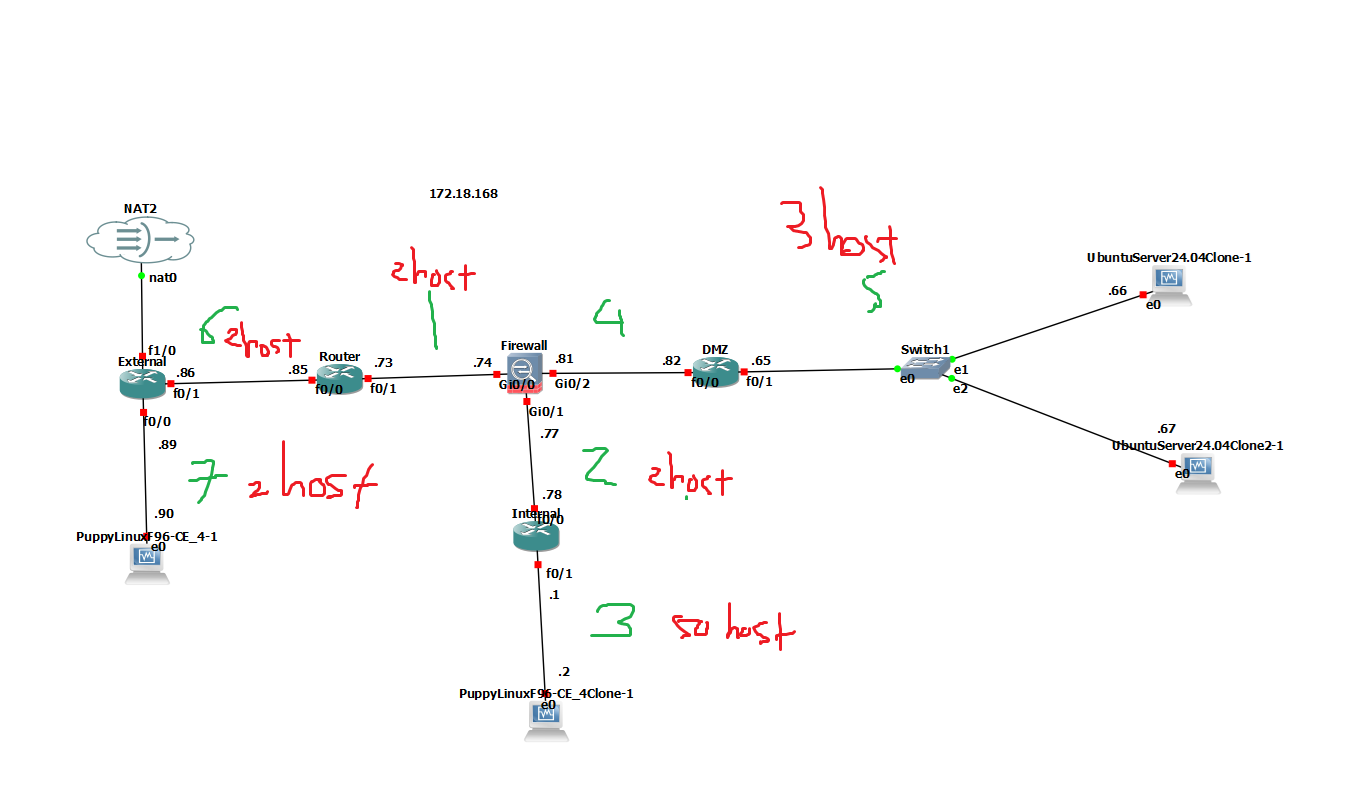 172.18.168
NAT2
nat0
3host
UbuntuServer24.04Clone-1
.66
e0
2host
5
1
4
6
2host
f1/0
External
.86
f0/1
.85
Router
f0/0
.73
f0/1
.74
Firewall
Gi0/0
.81
Gi0/2
.82
DMZ
f0/0
.65
f0/1
Switch1
e0
e1
e2
f0/0
.89
Gi0/1
.77
.67
UbuntuServer24.04Clone2-1
e0
7
2host
2
2host
.78
.90
PuppyLinuxF96-CE_4-1
e0
Internal
f0/0
f0/1
.1
3
50 host
.2
PuppyLinuxF96-CE_4Clone-1
e0